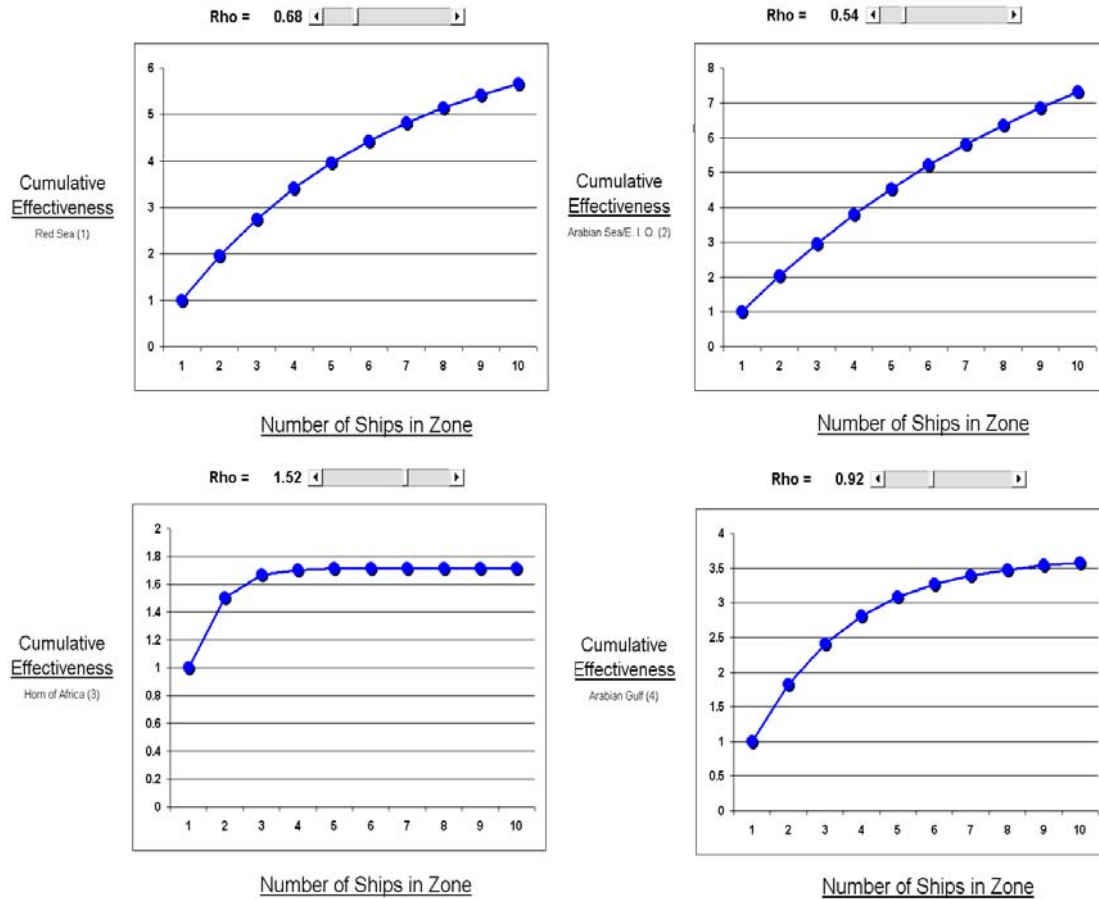 Rho = 0.68
6
5
4
3
2
1
0
1 2 3 4 5 6 7 8 9 10
Cumulative
Effectiveness
Red Sea (1)
Number of Ships in Zone
Rho = 0.54
8
7
6
5
4
3
2
1
0
1 2 3 4 5 6 7 8 9 10
Cumulative
Effectiveness
Arabian Sea/E. I. O. (2)
Number of Ships in Zone
Rho = 1.52
2
1.8
1.6
1.4
1.2
1
0.8
0.6
0.4
0.2
0
1 2 3 4 5 6 7 8 9 10
Cumulative
Effectiveness
Horn of Africa (3)
Number of Ships in Zone
Rho = 0.92
4
3.5
3
2.5
2
1.5
1
0.5
0
1 2 3 4 5 6 7 8 9 10
Cumulative
Effectiveness
Arabian Gulf (4)
Number of Ships in Zone